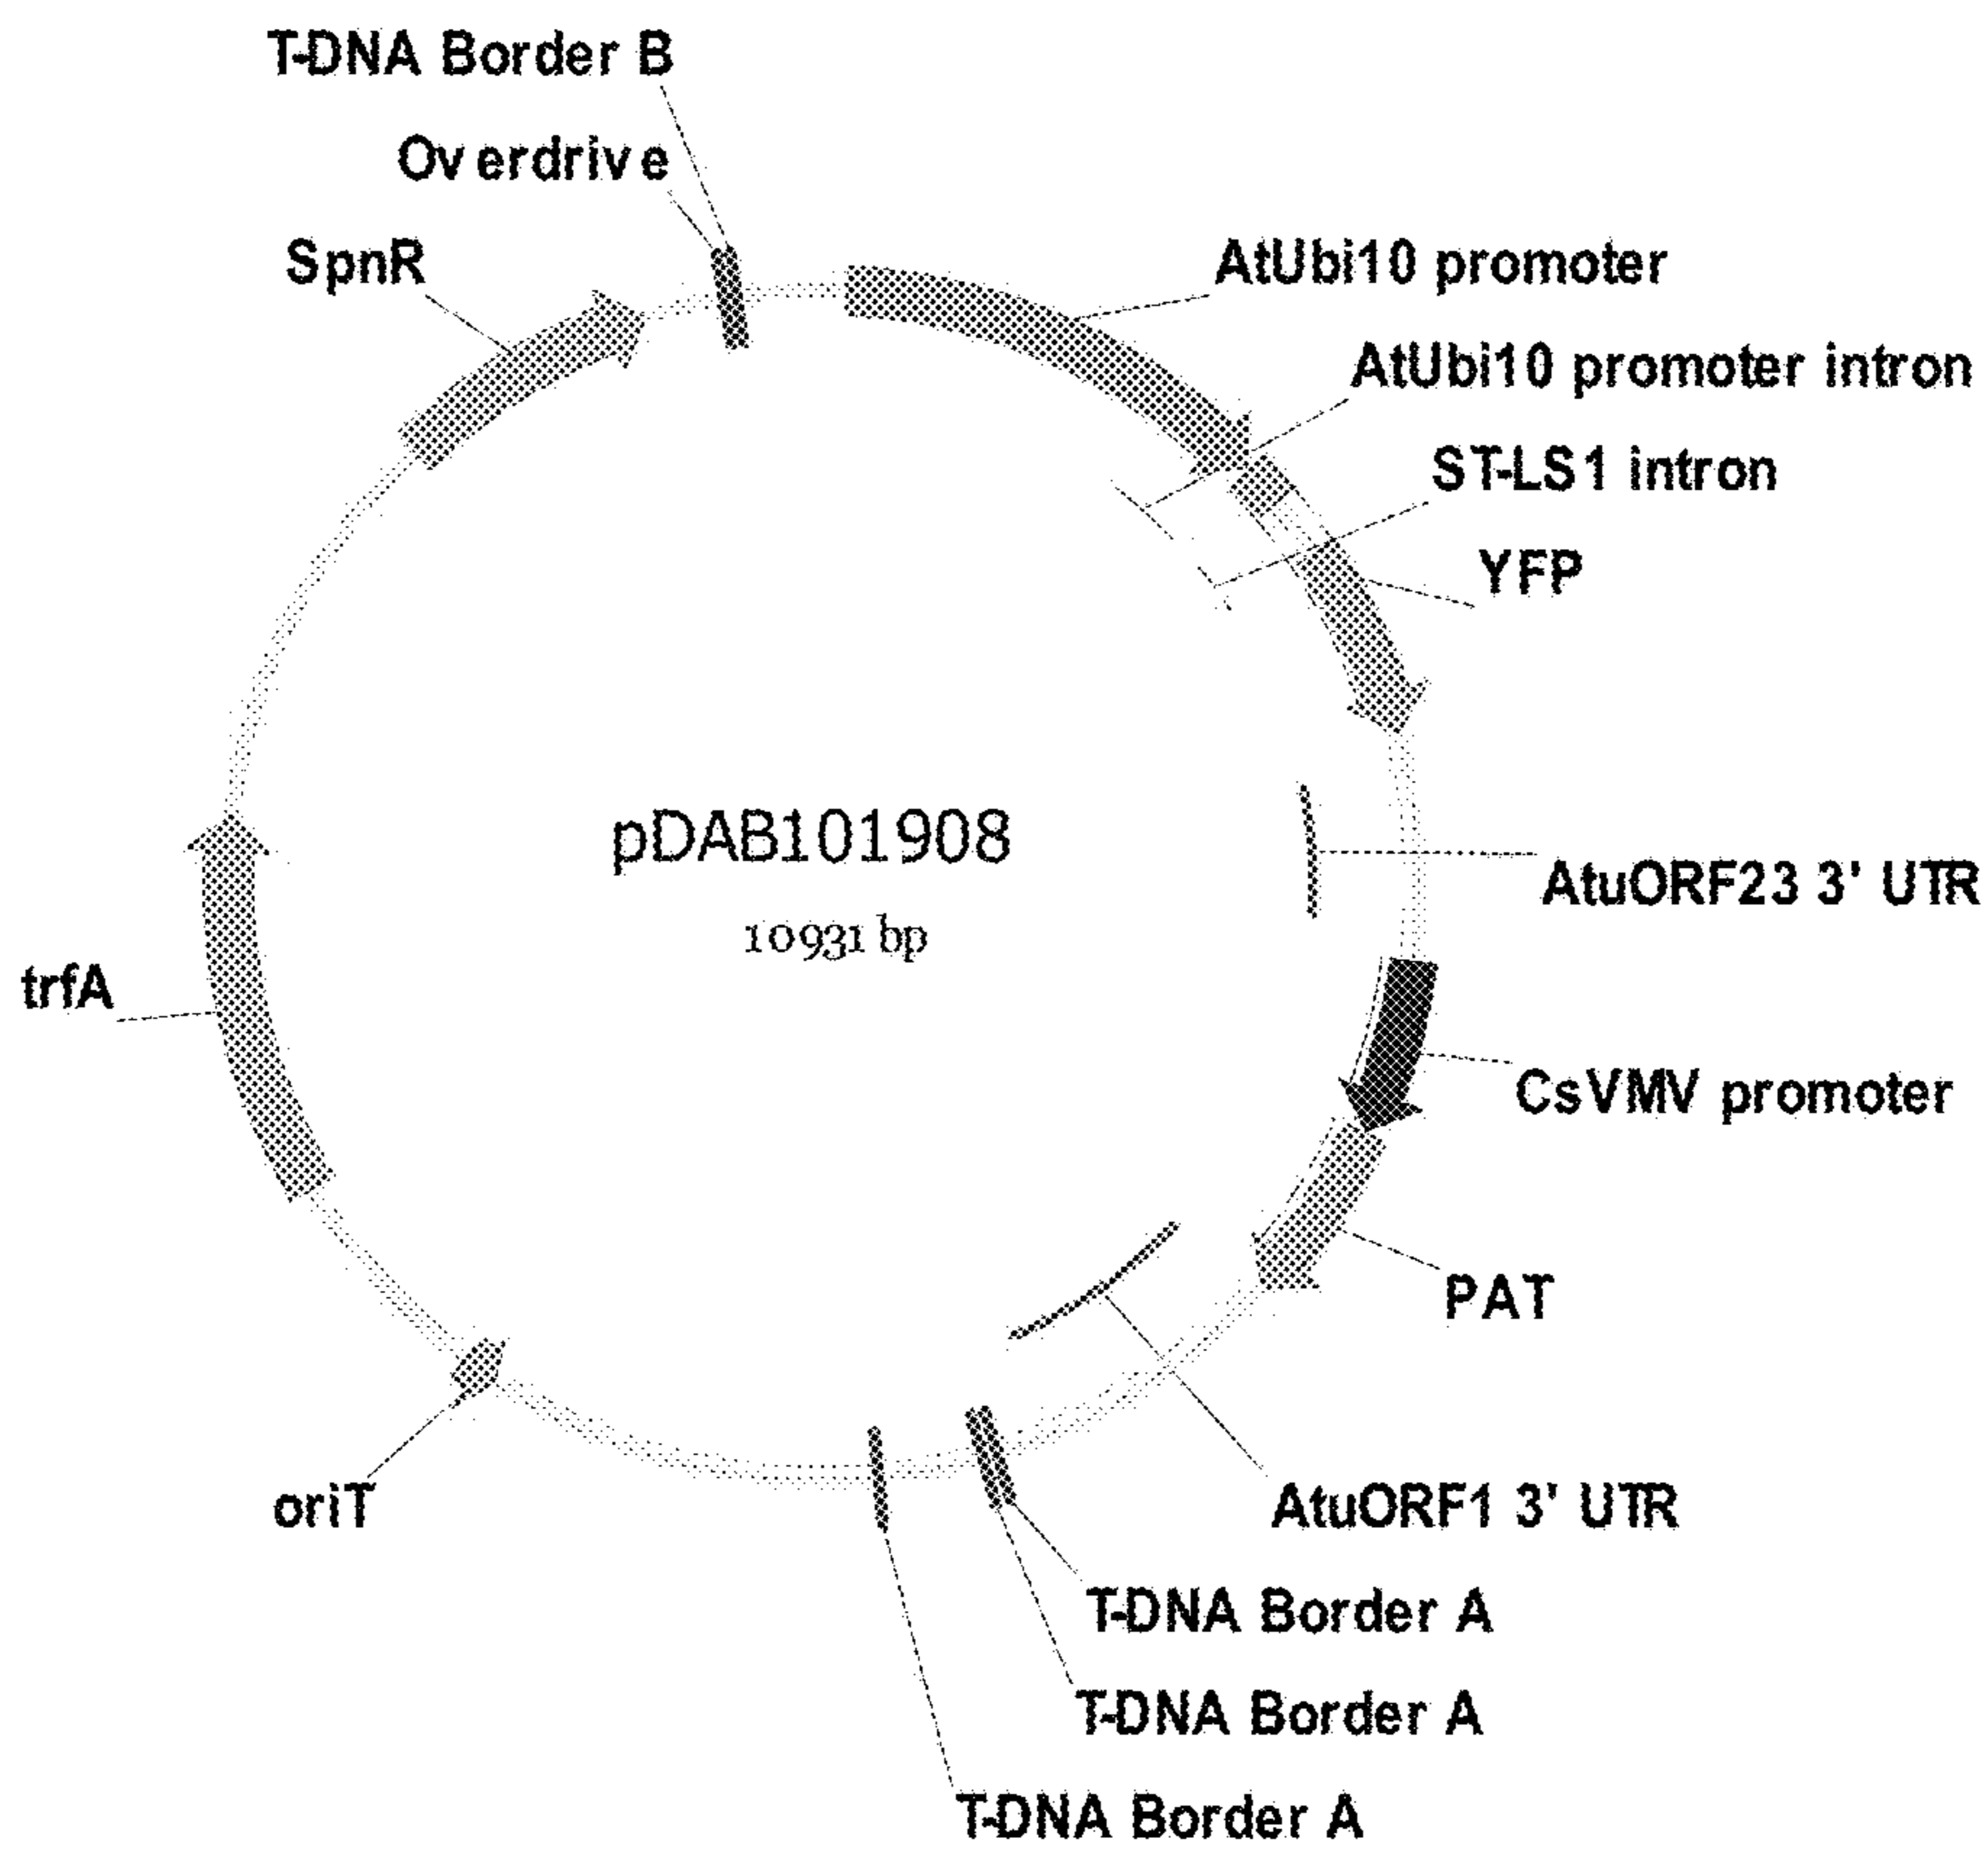 T-DNA Border B
Overdrive
SpnR
AtUbi10 promoter
AtUbi10 promoter intron
ST-LS1 intron
YFP
pDAB101908
10931 bp
AtuORF23 3' UTR
trfA
CsVMV promoter
PAT
oriT
AtuORF1 3' UTR
T-DNA Border A
T-DNA Border A
T-DNA Border A